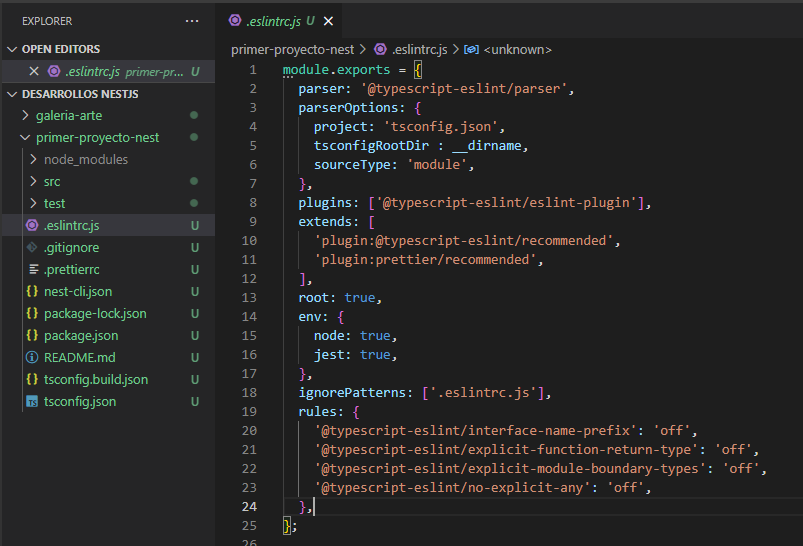 EXPLORER
OPEN EDITORS
.eslintrc.js primer-pr... U
DESARROLLOS NESTJS
galeria-arte
primer-proyecto-nest
node_modules
src
test
.eslintrc.js U
.gitignore U
.prettierrc U
nest-cli.json U
package-lock.json U
package.json U
README.md U
tsconfig.build.json U
tsconfig.json U
.eslintrc.js U
primer-proyecto-nest > .eslintrc.js > <unknown>
1 module.exports = {
2   parser: '@typescript-eslint/parser',
3   parserOptions: {
4     project: 'tsconfig.json',
5     tsconfigRootDir : __dirname,
6     sourceType: 'module',
7   },
8   plugins: ['@typescript-eslint/eslint-plugin'],
9   extends: [
10     'plugin:@typescript-eslint/recommended',
11     'plugin:prettier/recommended',
12   ],
13   root: true,
14   env: {
15     node: true,
16     jest: true,
17   },
18   ignorePatterns: ['.eslintrc.js'],
19   rules: {
20     '@typescript-eslint/interface-name-prefix': 'off',
21     '@typescript-eslint/explicit-function-return-type': 'off',
22     '@typescript-eslint/explicit-module-boundary-types': 'off',
23     '@typescript-eslint/no-explicit-any': 'off',
24   },
25 };
26